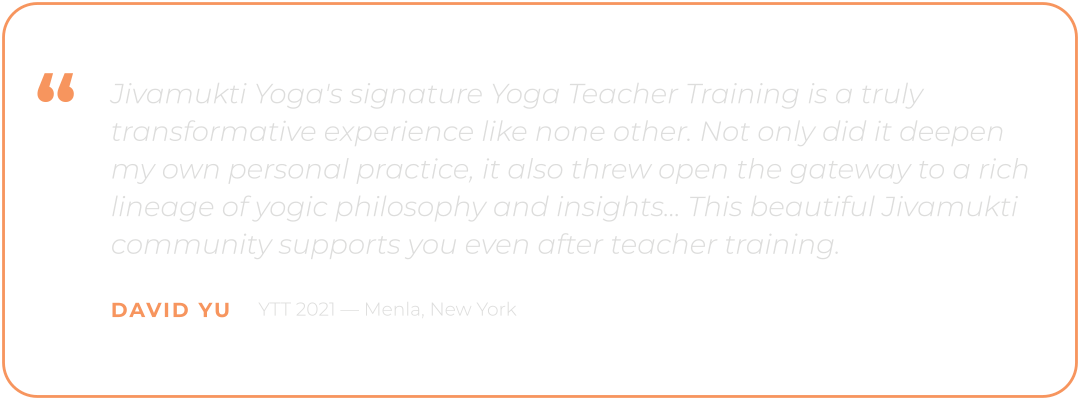 “ Jivamukti Yoga's signature Yoga Teacher Training is a truly
transformative experience like none other. Not only did it deepen
my own personal practice, it also threw open the gateway to a rich
lineage of yogic philosophy and insights... This beautiful Jivamukti
community supports you even after teacher training.
DAVID YU YTT 2021 — Menla, New York